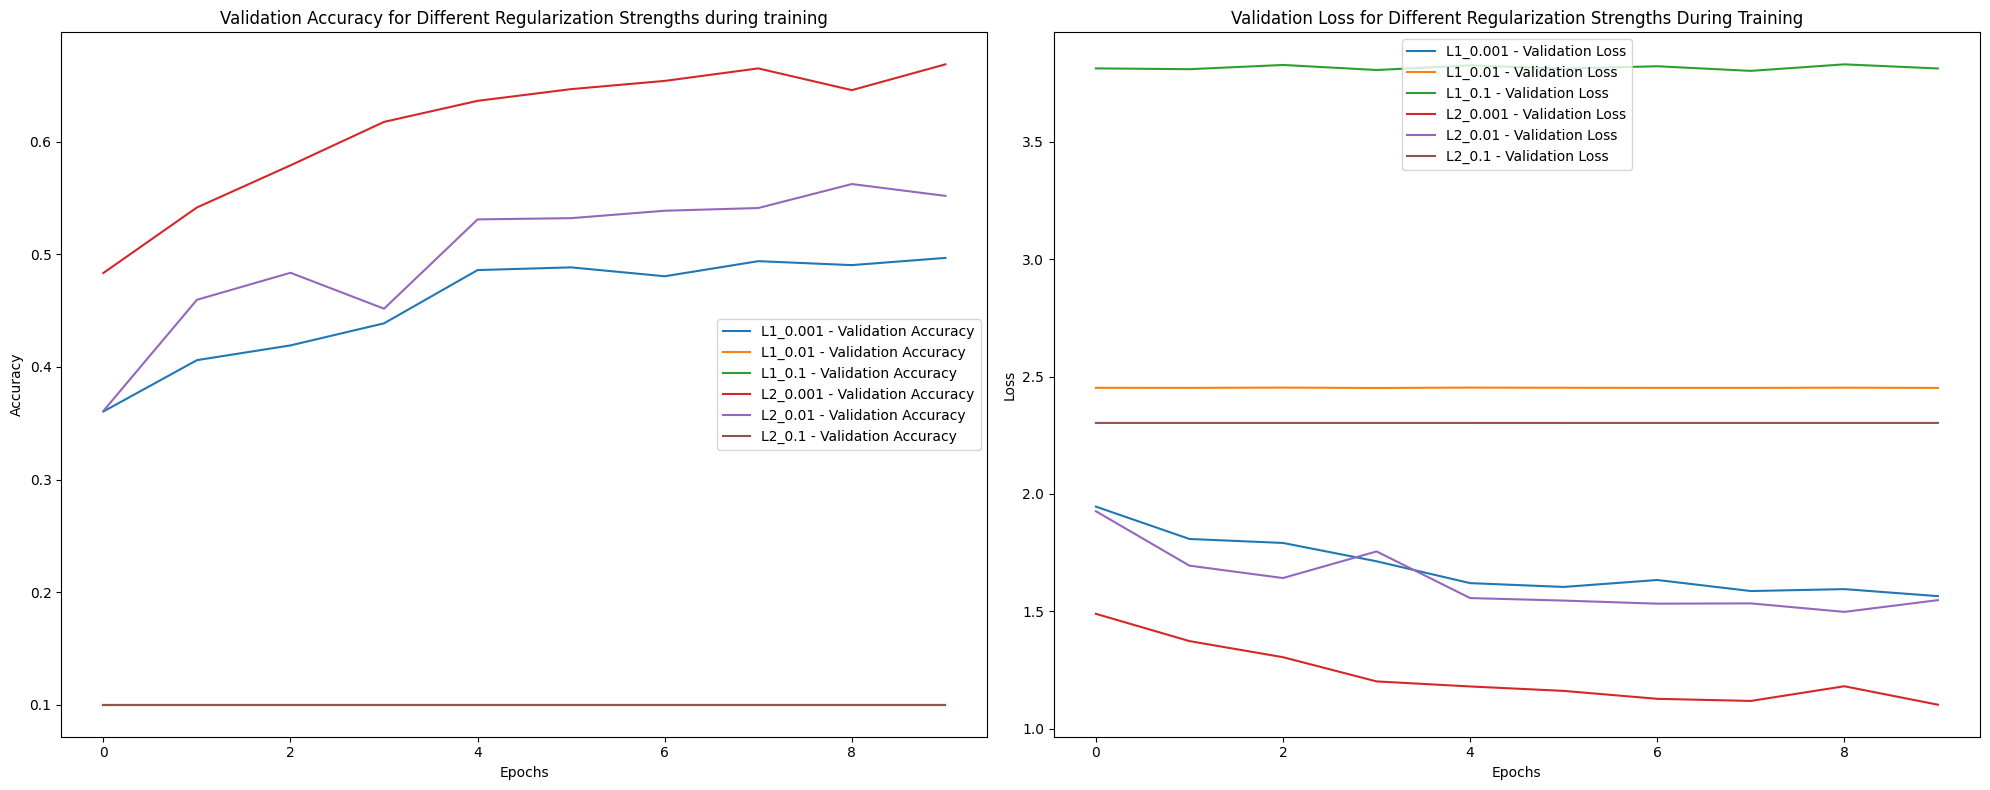 Validation Accuracy for Different Regularization Strengths during training
0.6
0.5
0.4
0.3
0.2
0.1
Accuracy
L1_0.001 - Validation Accuracy
L1_0.01 - Validation Accuracy
L1_0.1 - Validation Accuracy
L2_0.001 - Validation Accuracy
L2_0.01 - Validation Accuracy
L2_0.1 - Validation Accuracy
0 2 4 6 8
Epochs
Validation Loss for Different Regularization Strengths During Training
L1_0.001 - Validation Loss
L1_0.01 - Validation Loss
L1_0.1 - Validation Loss
L2_0.001 - Validation Loss
L2_0.01 - Validation Loss
L2_0.1 - Validation Loss
3.5
3.0
2.5
2.0
1.5
1.0
Loss
0 2 4 6 8
Epochs